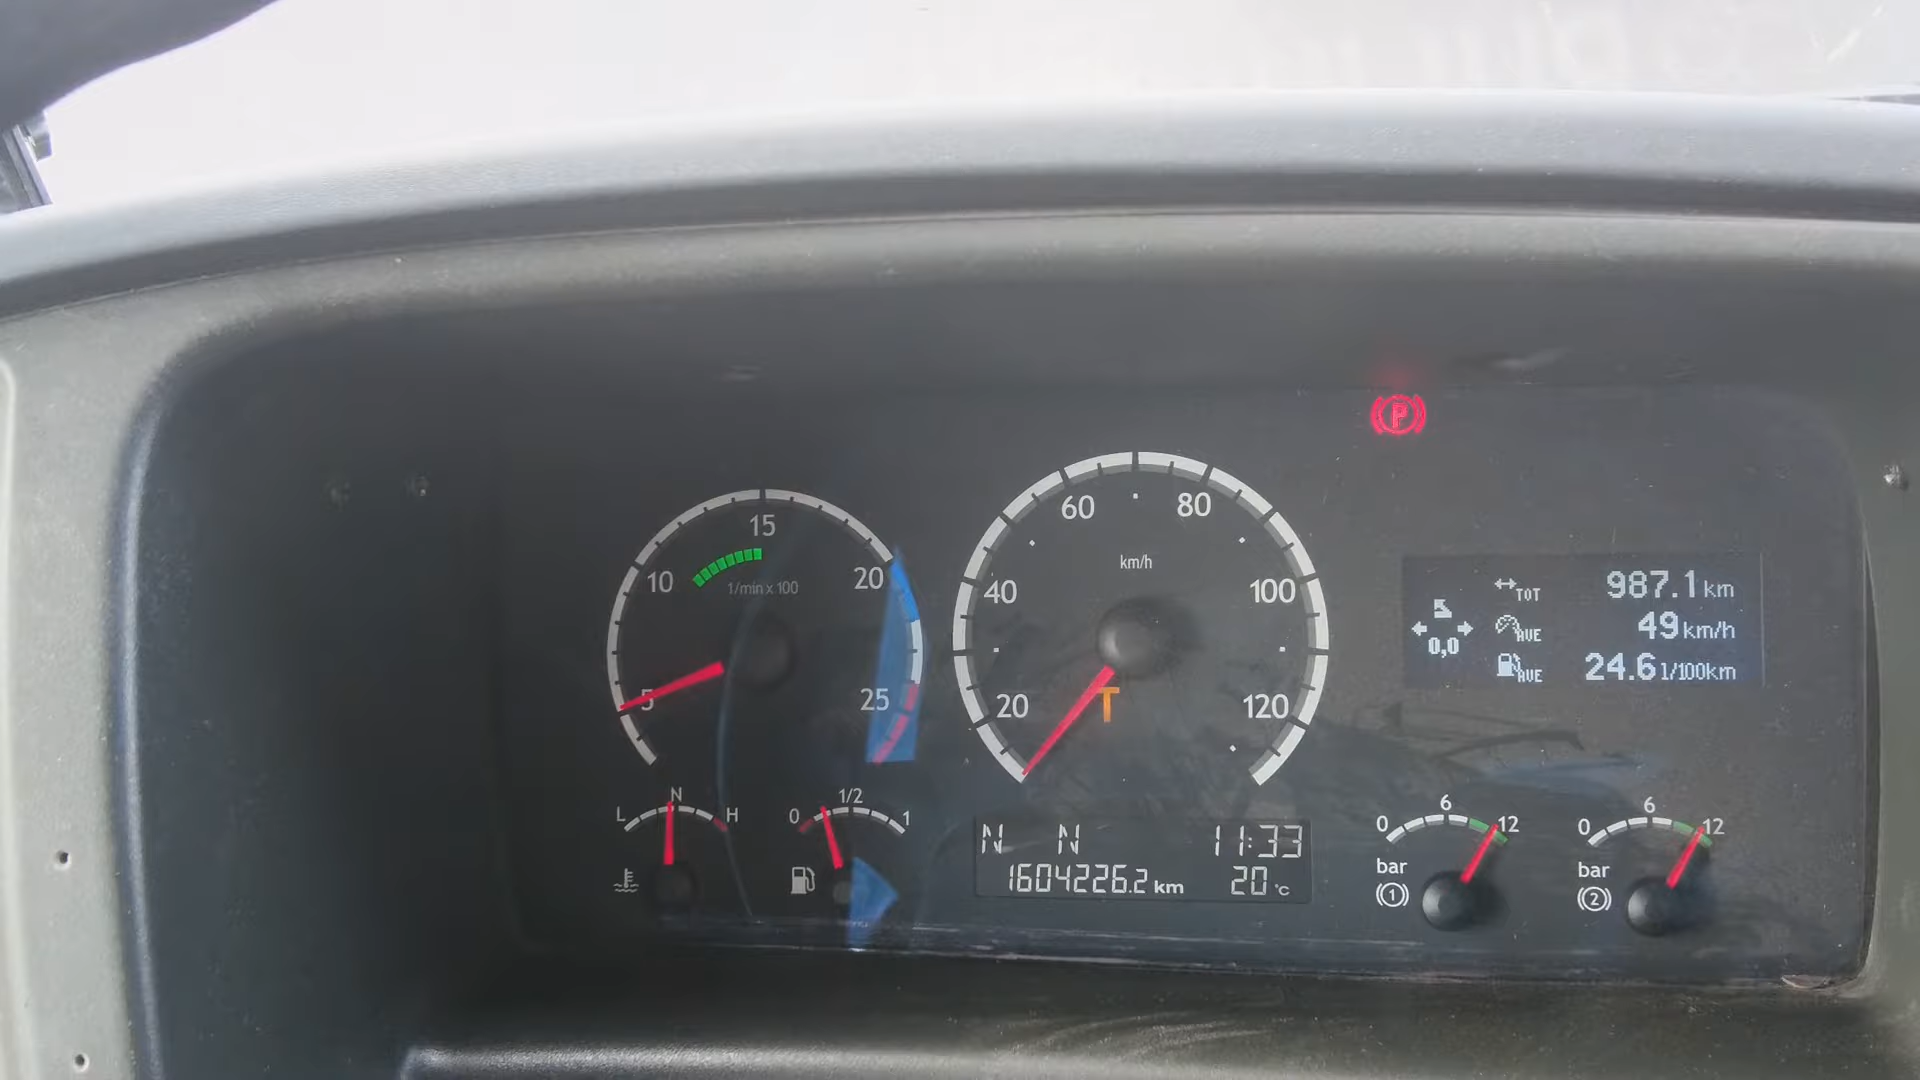 15
10
20
1/min x 100
5
25
60
80
km/h
40
100
20
120
T
P
TOT 987.1 km
AVE 49 km/h
0,0
AVE 24.6 l/100km
L N H
0 1/2 1
N N 11:33
1604226.2 km 20 °C
0 6 12
bar
1
0 6 12
bar
2